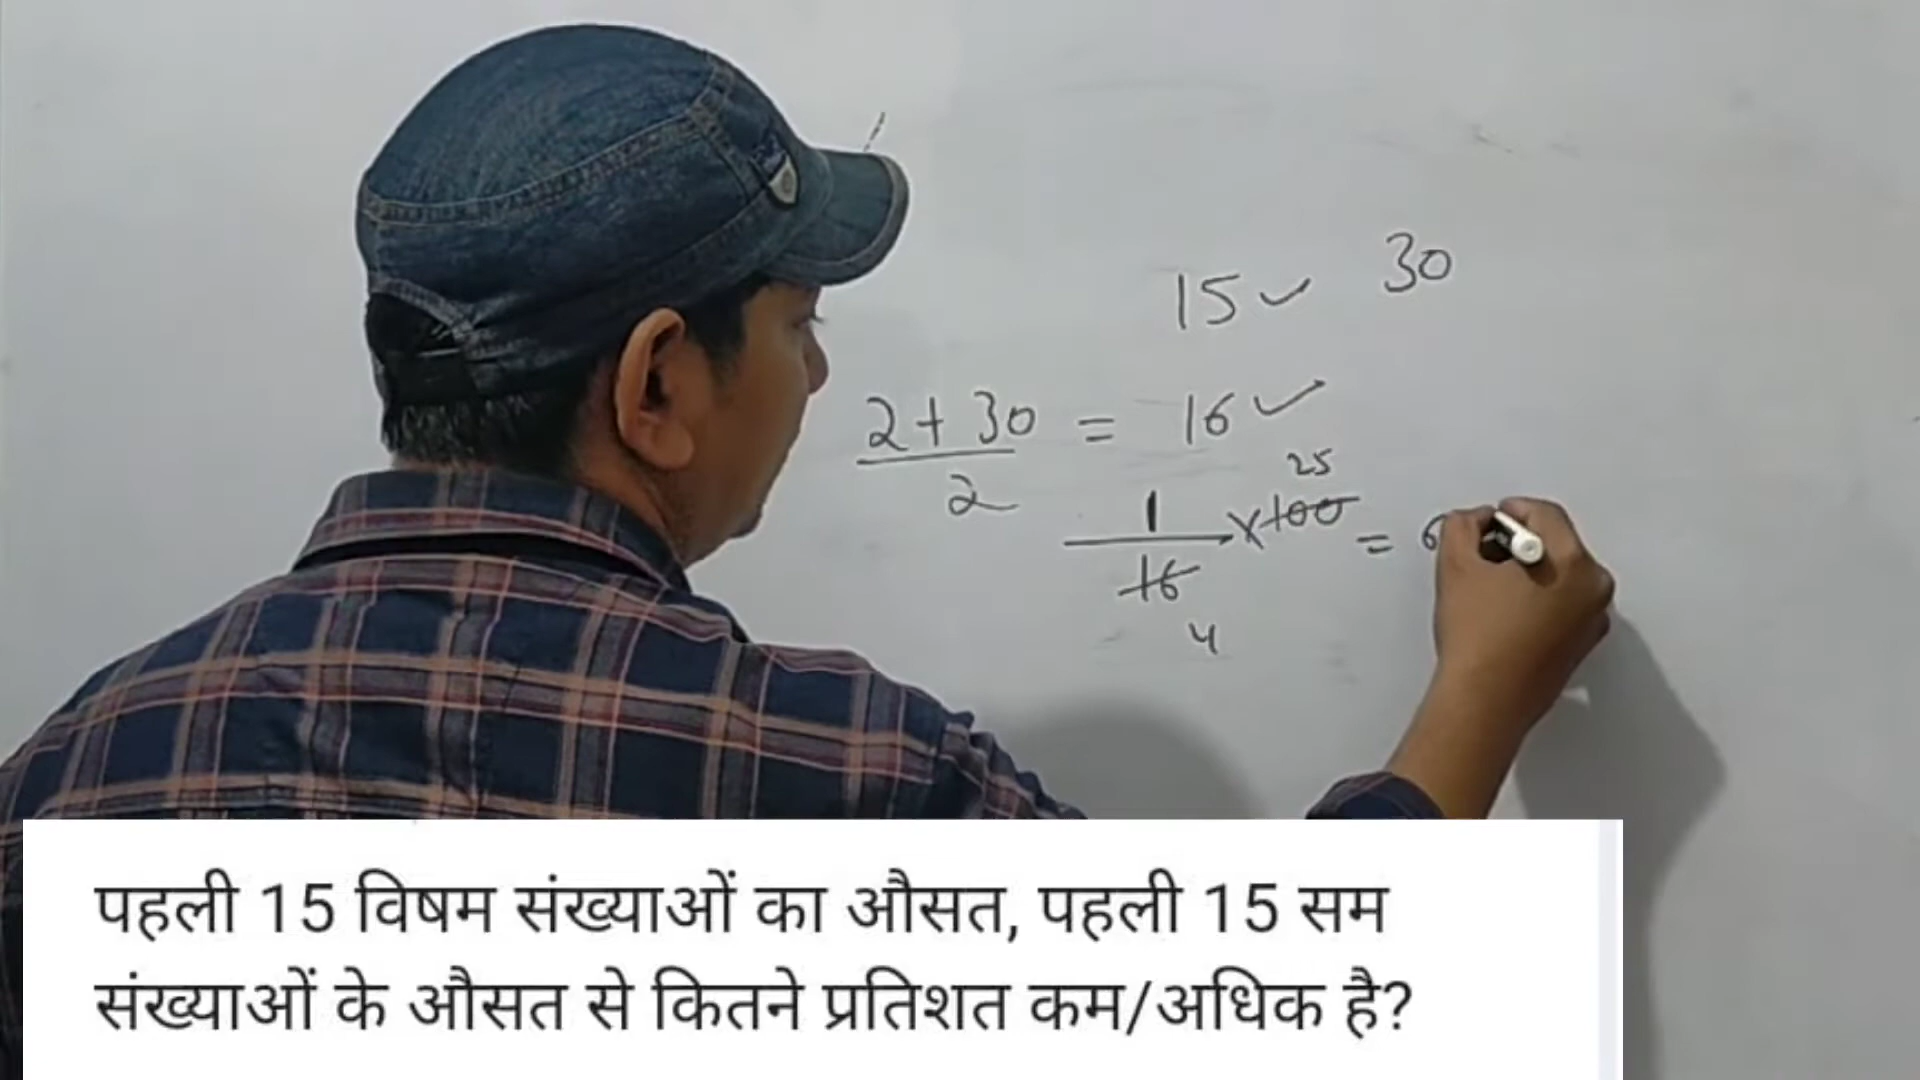 15✓ 30
2+30 / 2 = 16✓
1 / 16 × 100 = 6
25
4
पहली 15 विषम संख्याओं का औसत, पहली 15 सम
संख्याओं के औसत से कितने प्रतिशत कम/अधिक है?